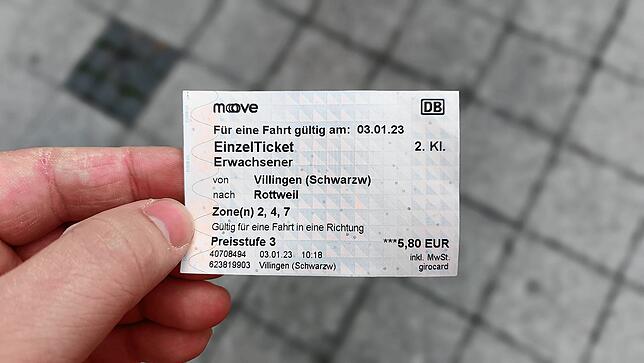 moove DB
Für eine Fahrt gültig am: 03.01.23
EinzelTicket 2. Kl.
Erwachsener
von Villingen (Schwarzw)
nach Rottweil
Zone(n) 2, 4, 7
Gültig für eine Fahrt in eine Richtung
Preisstufe 3 ***5,80 EUR
40708494 03.01.23 10:18 inkl. MwSt.
623819903 Villingen (Schwarzw) girocard